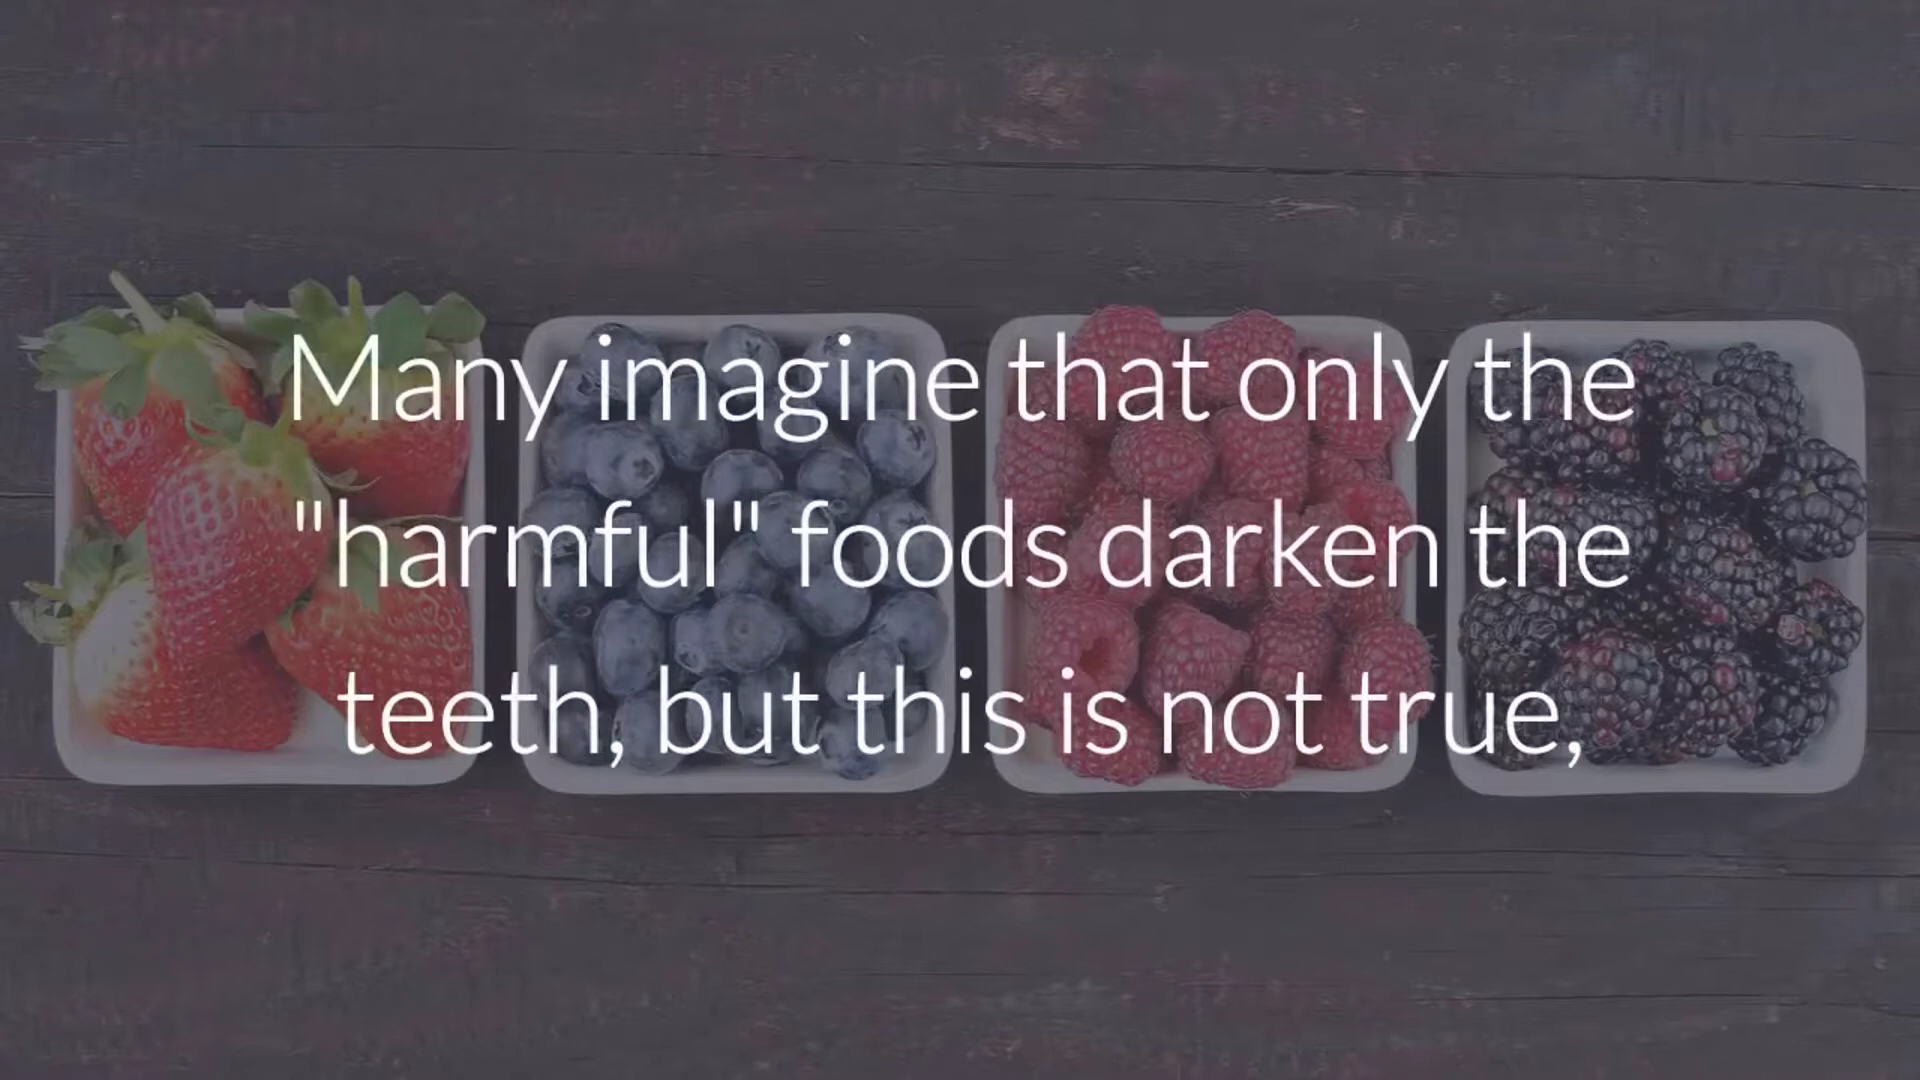 Many imagine that only the
"harmful" foods darken the
teeth, but this is not true,